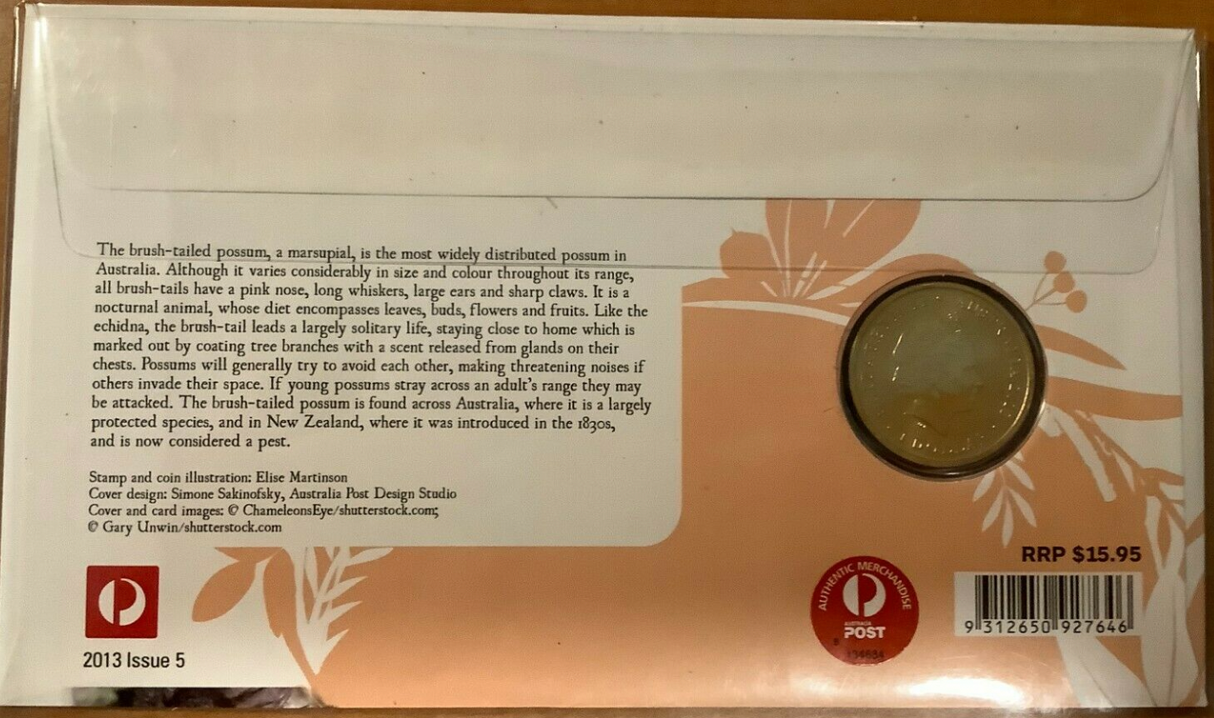 The brush-tailed possum, a marsupial, is the most widely distributed possum in
Australia. Although it varies considerably in size and colour throughout its range,
all brush-tails have a pink nose, long whiskers, large ears and sharp claws. It is a
nocturnal animal, whose diet encompasses leaves, buds, flowers and fruits. Like the
echidna, the brush-tail leads a largely solitary life, staying close to home which is
marked out by coating tree branches with a scent released from glands on their
chests. Possums will generally try to avoid each other, making threatening noises if
others invade their space. If young possums stray across an adult's range they may
be attacked. The brush-tailed possum is found across Australia, where it is a largely
protected species, and in New Zealand, where it was introduced in the 1830s,
and is now considered a pest.
Stamp and coin illustration: Elise Martinson
Cover design: Simone Sakinofsky, Australia Post Design Studio
Cover and card images: © ChameleonsEye/shutterstock.com;
© Gary Unwin/shutterstock.com
2013 Issue 5
AUTHENTIC MERCHANDISE
AUSTRALIA
POST
RRP $15.95
9 312650 927646